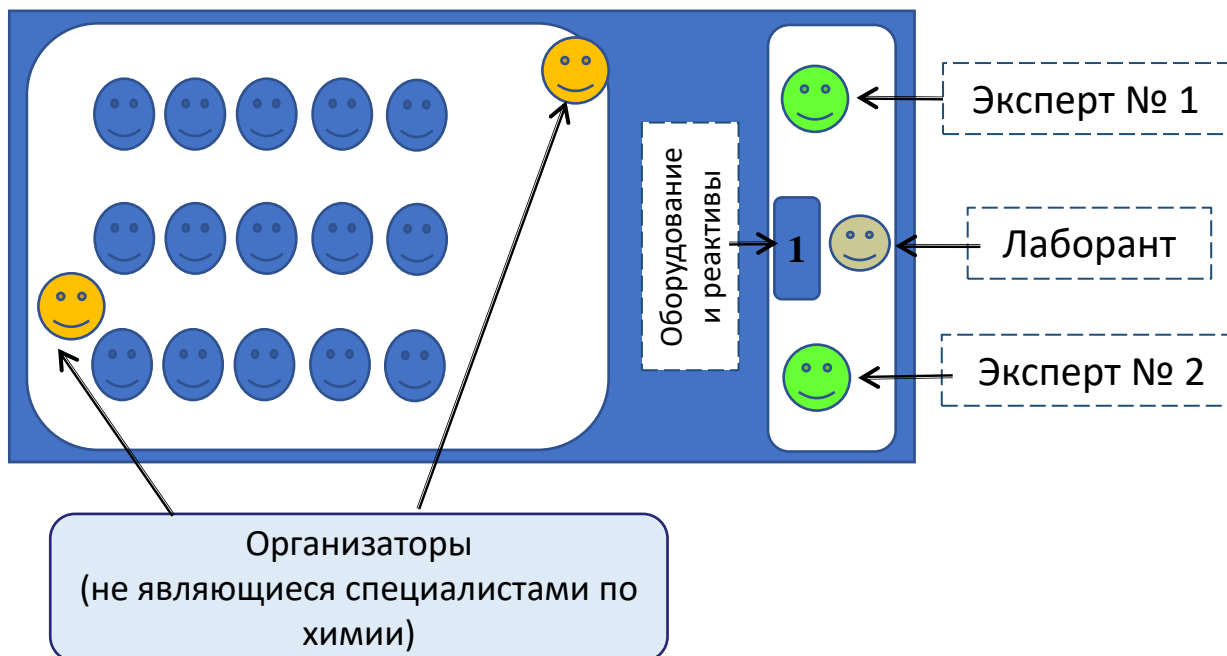 Эксперт № 1
Оборудование
и реактивы
1
Лаборант
Эксперт № 2
Организаторы
(не являющиеся специалистами по
химии)